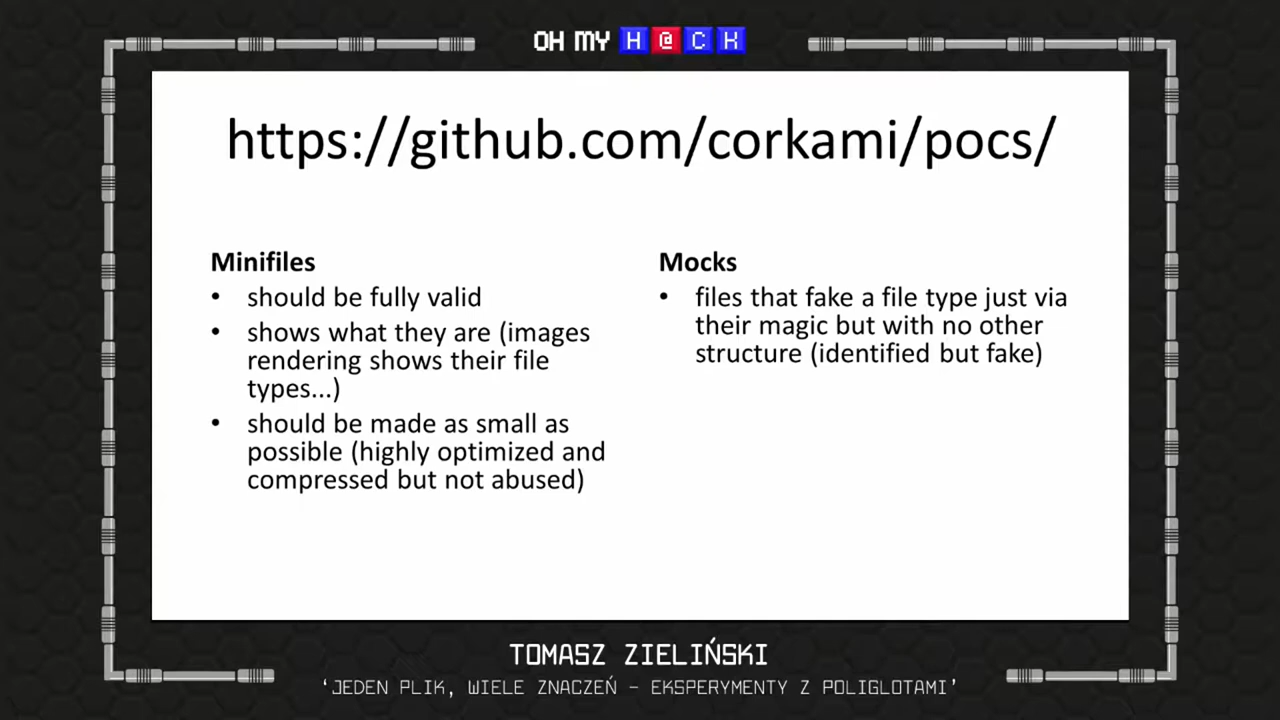 OH MY H@CK
https://github.com/corkami/pocs/
Minifiles
• should be fully valid
• shows what they are (images
rendering shows their file
types...)
• should be made as small as
possible (highly optimized and
compressed but not abused)
Mocks
• files that fake a file type just via
their magic but with no other
structure (identified but fake)
TOMASZ ZIELIŃSKI
‘JEDEN PLIK, WIELE ZNACZEŃ – EKSPERYMENTY Z POLIGLOTAMI’